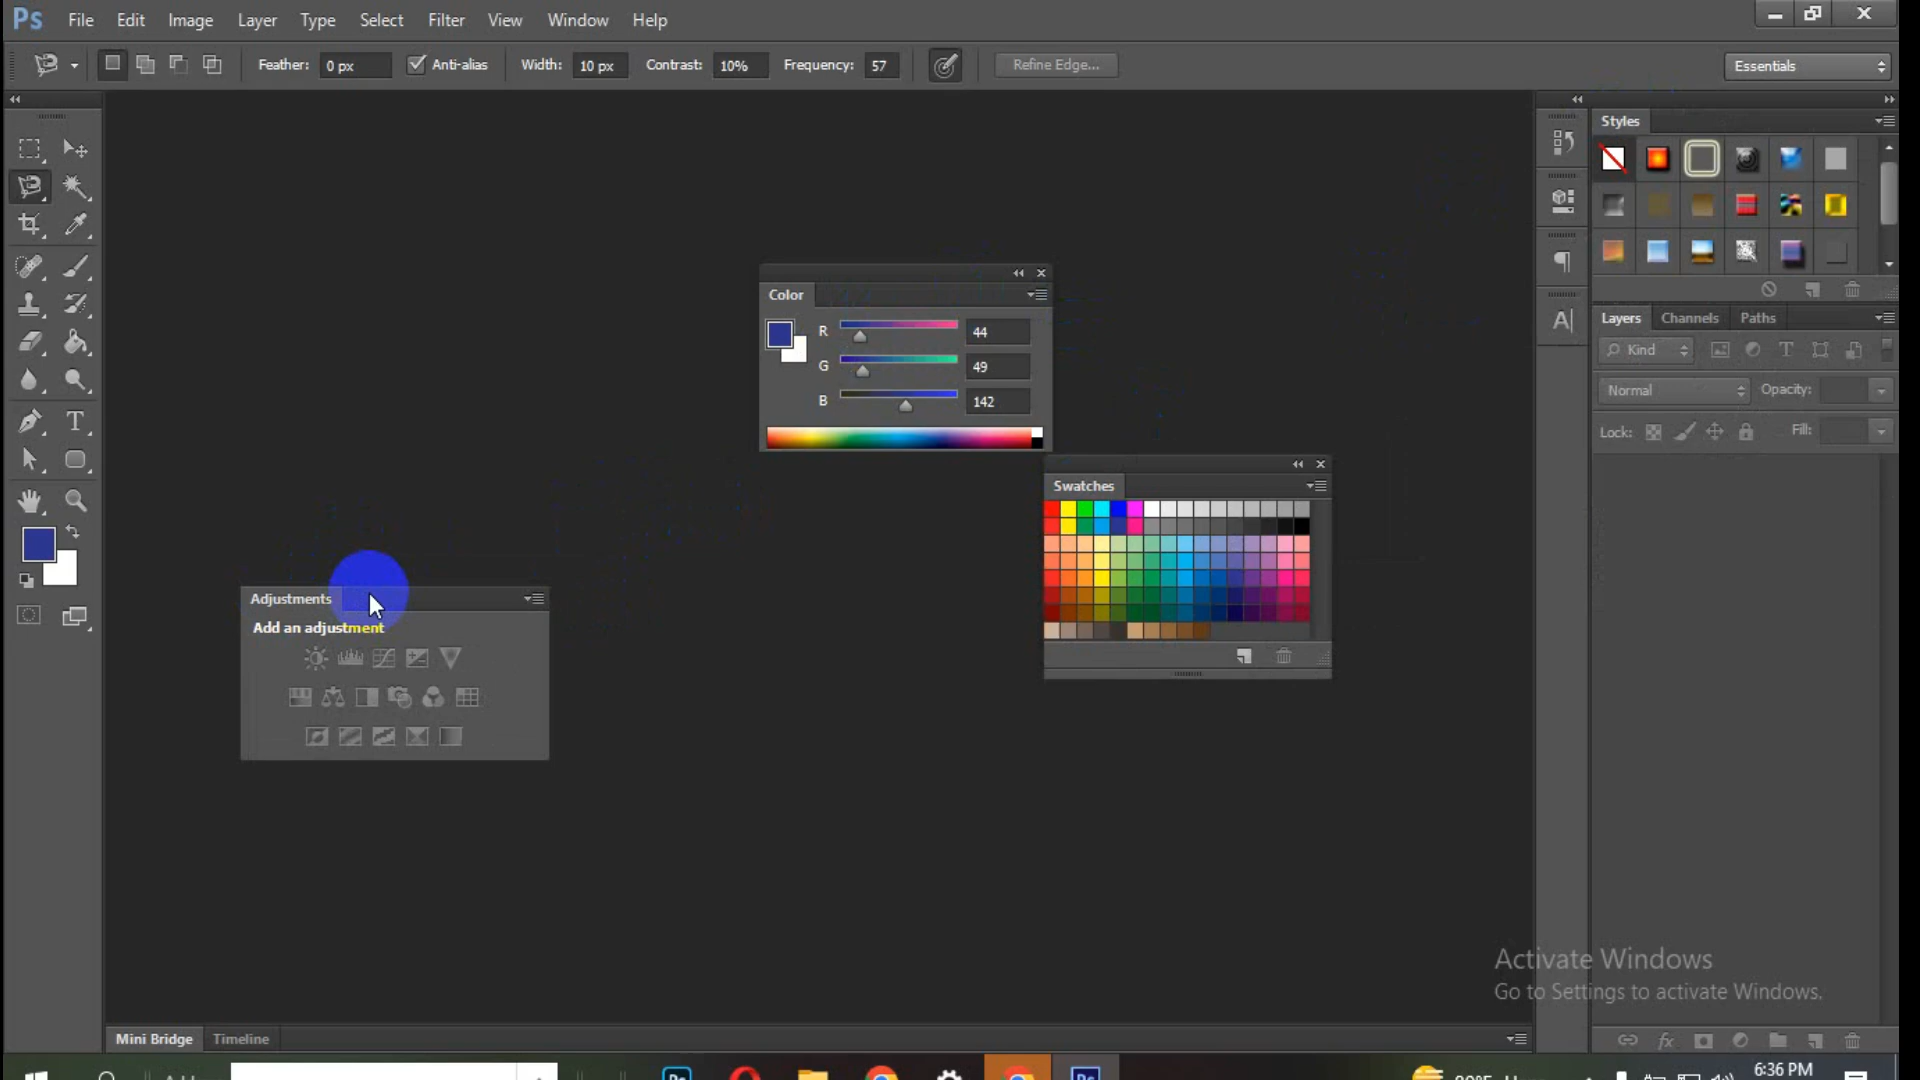 Ps File Edit Image Layer Type Select Filter View Window Help
Feather: 0 px Anti-alias Width: 10 px Contrast: 10% Frequency: 57 Refine Edge... Essentials
Styles
Color
R 44
G 49
B 142
Layers Channels Paths
Kind
Normal Opacity:
Lock: Fill:
Swatches
Adjustments
Add an adjustment
Activate Windows
Go to Settings to activate Windows.
Mini Bridge Timeline
6:36 PM